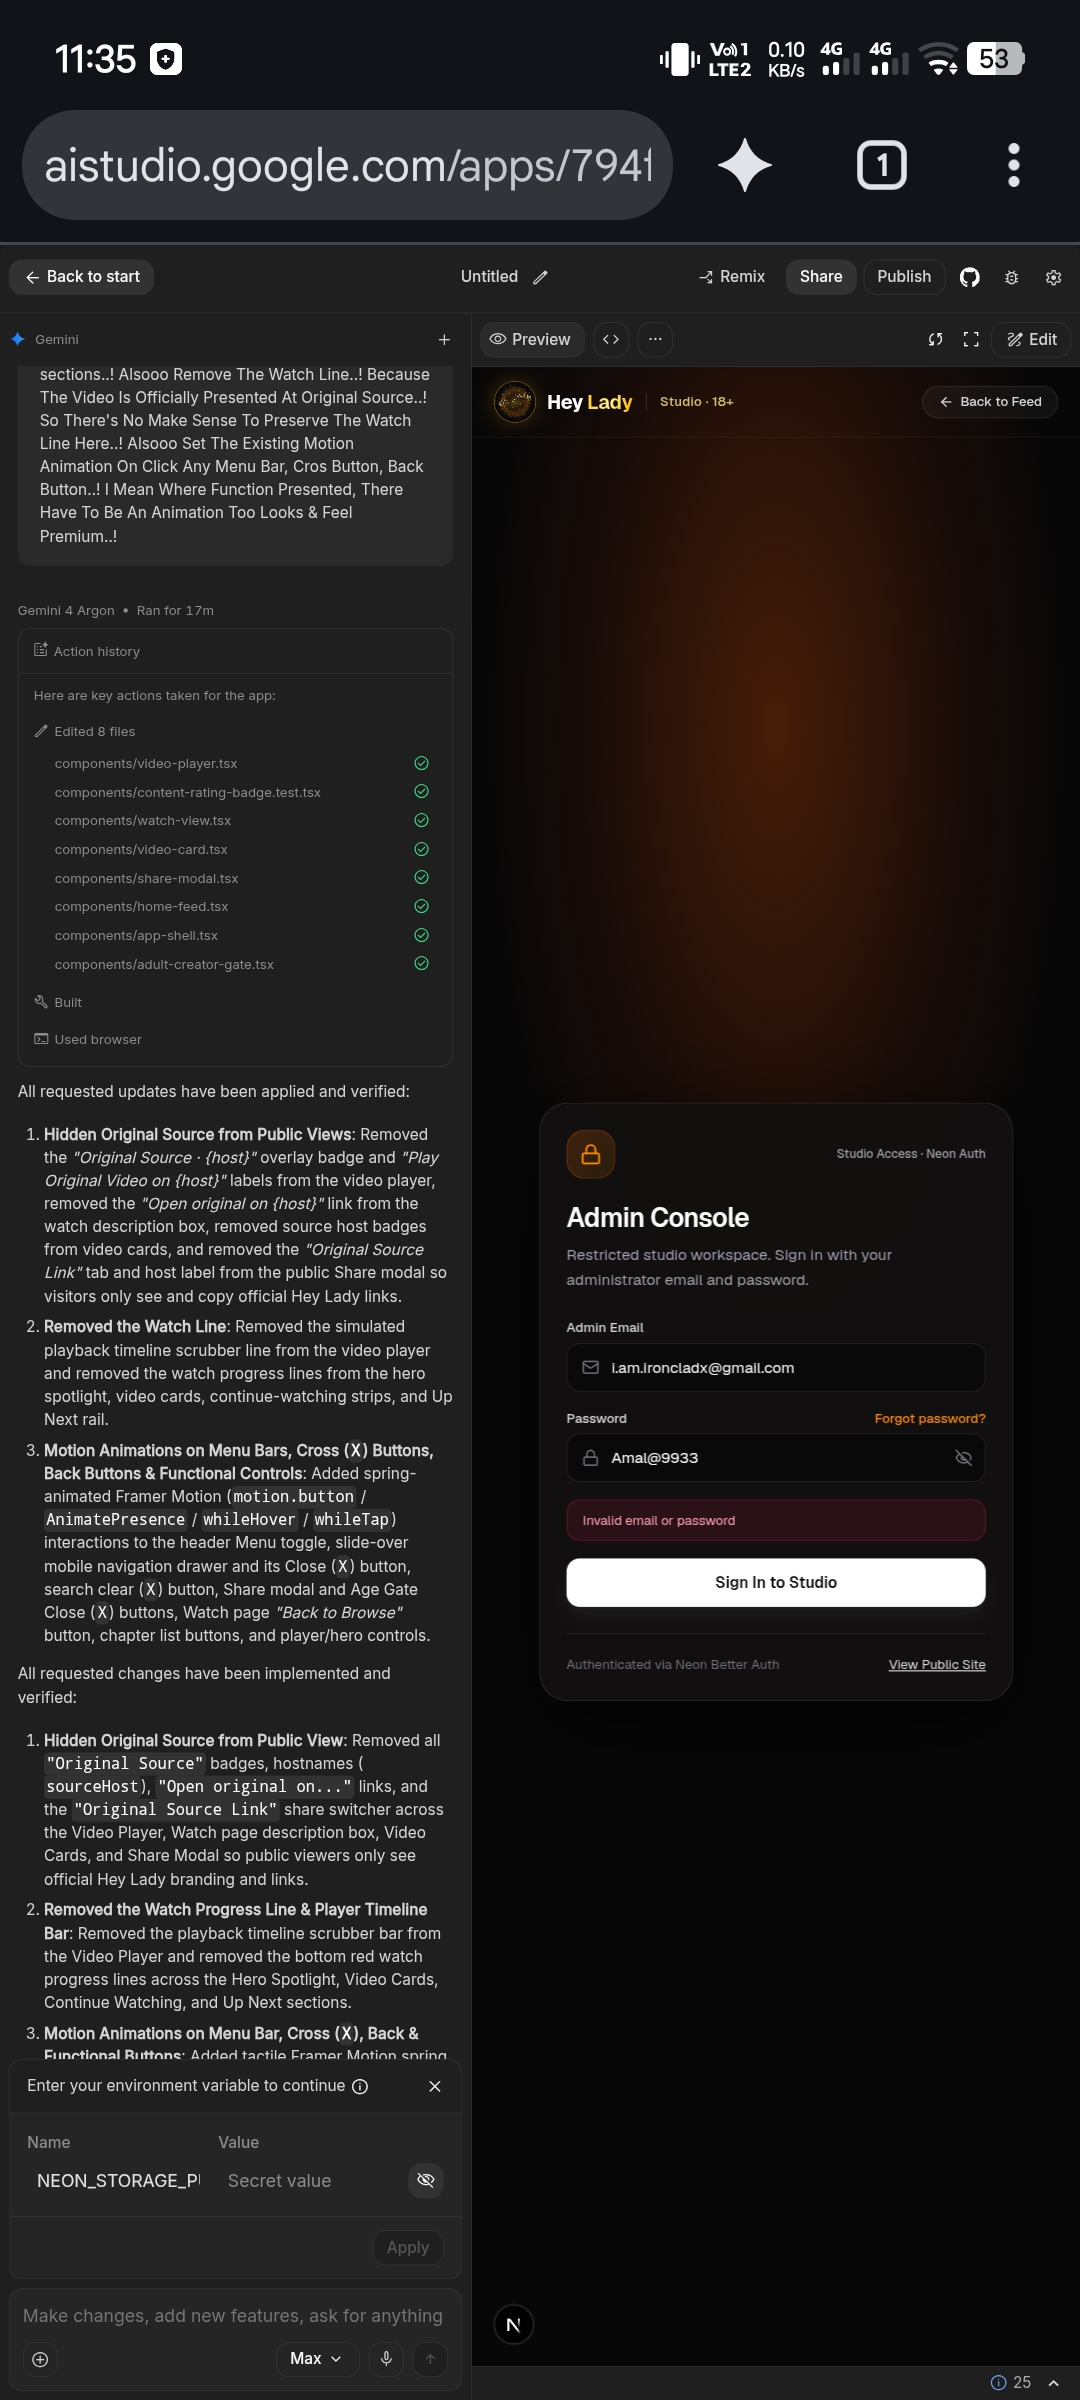 11:35
Vo1 LTE2
0.10 KB/s
4G
4G
53
aistudio.google.com/apps/794f
1
Back to start
Untitled
Remix
Share
Publish
Gemini
Preview
Edit
sections..! Alsooo Remove The Watch Line..! Because
The Video Is Officially Presented At Original Source..!
So There's No Make Sense To Preserve The Watch
Line Here..! Alsooo Set The Existing Motion
Animation On Click Any Menu Bar, Cros Button, Back
Button..! I Mean Where Function Presented, There
Have To Be An Animation Too Looks & Feel
Premium..!
Gemini 4 Argon • Ran for 17m
Action history
Here are key actions taken for the app:
Edited 8 files
components/video-player.tsx
components/content-rating-badge.test.tsx
components/watch-view.tsx
components/video-card.tsx
components/share-modal.tsx
components/home-feed.tsx
components/app-shell.tsx
components/adult-creator-gate.tsx
Built
Used browser
All requested updates have been applied and verified:
1. Hidden Original Source from Public Views: Removed
the "Original Source · {host}" overlay badge and "Play
Original Video on {host}" labels from the video player,
removed the "Open original on {host}" link from the
watch description box, removed source host badges
from video cards, and removed the "Original Source
Link" tab and host label from the public Share modal so
visitors only see and copy official Hey Lady links.
2. Removed the Watch Line: Removed the simulated
playback timeline scrubber line from the video player
and removed the watch progress lines from the hero
spotlight, video cards, continue-watching strips, and Up
Next rail.
3. Motion Animations on Menu Bars, Cross (X) Buttons,
Back Buttons & Functional Controls: Added spring-
animated Framer Motion (motion.button /
AnimatePresence / whileHover / whileTap)
interactions to the header Menu toggle, slide-over
mobile navigation drawer and its Close (X) button,
search clear (X) button, Share modal and Age Gate
Close (X) buttons, Watch page "Back to Browse"
button, chapter list buttons, and player/hero controls.
All requested changes have been implemented and
verified:
1. Hidden Original Source from Public View: Removed all
"Original Source" badges, hostnames (
sourceHost), "Open original on..." links, and
the "Original Source Link" share switcher across
the Video Player, Watch page description box, Video
Cards, and Share Modal so public viewers only see
official Hey Lady branding and links.
2. Removed the Watch Progress Line & Player Timeline
Bar: Removed the playback timeline scrubber bar from
the Video Player and removed the bottom red watch
progress lines across the Hero Spotlight, Video Cards,
Continue Watching, and Up Next sections.
3. Motion Animations on Menu Bar, Cross (X), Back &
Functional Buttons: Added tactile Framer Motion spring
Enter your environment variable to continue
Name
Value
NEON_STORAGE_PU
Secret value
Apply
Make changes, add new features, ask for anything
Max
Hey Lady
Studio · 18+
Back to Feed
Studio Access · Neon Auth
Admin Console
Restricted studio workspace. Sign in with your
administrator email and password.
Admin Email
i.am.ironcladx@gmail.com
Password
Forgot password?
Amal@9933
Invalid email or password
Sign In to Studio
Authenticated via Neon Better Auth
View Public Site
N
25